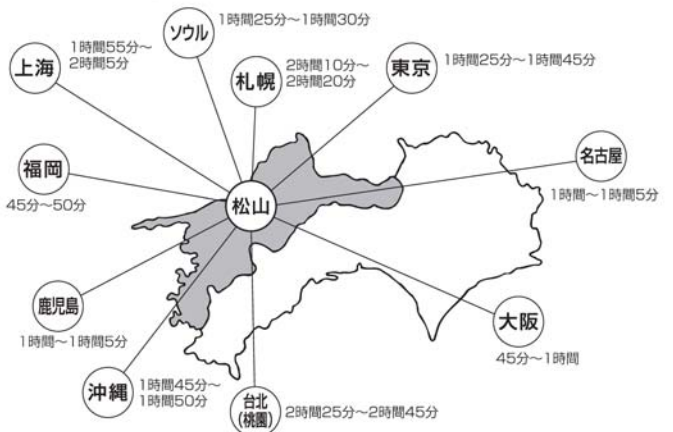 ソウル
1時間25分～1時間30分
上海
1時間55分～
2時間5分
札幌
2時間10分～
2時間20分
東京
1時間25分～1時間45分
福岡
45分～50分
名古屋
1時間～1時間5分
松山
鹿児島
1時間～1時間5分
大阪
45分～1時間
沖縄
1時間45分～
1時間50分
台北
(桃園)
2時間25分～2時間45分